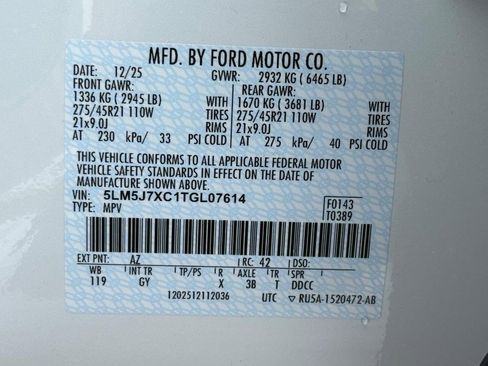 MFD. BY FORD MOTOR CO.
DATE: 12/25 GVWR: 2932 KG ( 6465 LB)
FRONT GAWR: REAR GAWR:
1336 KG ( 2945 LB) WITH 1670 KG ( 3681 LB) WITH
275/45R21 110W TIRES 275/45R21 110W TIRES
21x9.0J RIMS 21x9.0J RIMS
AT 230 kPa/ 33 PSI COLD AT 275 kPa/ 40 PSI COLD
THIS VEHICLE CONFORMS TO ALL APPLICABLE FEDERAL MOTOR
VEHICLE SAFETY STANDARDS IN EFFECT ON THE DATE OF
MANUFACTURE SHOWN ABOVE.
VIN: 5LM5J7XC1TGL07614 F0143
TYPE: MPV T0389
EXT PNT: AZ RC: 42 DSO:
WB INT TR TP/PS R AXLE TR SPR
119 GY X 3B T DDCC
1202512112036 UTC RU5A-1520472-AB